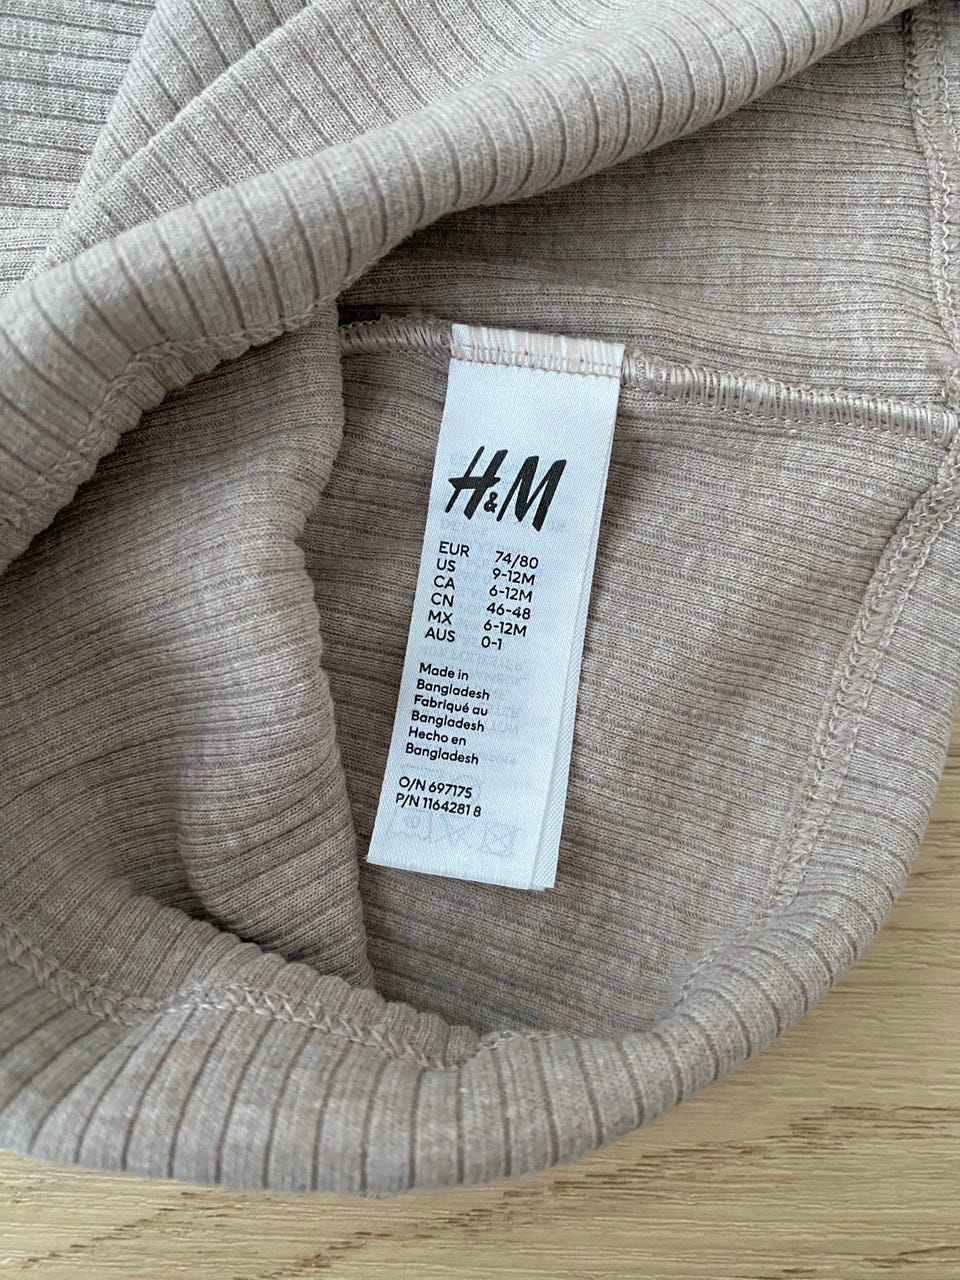 H&M
EUR 74/80
US 9-12M
CA 6-12M
CN 46-48
MX 6-12M
AUS 0-1
Made in
Bangladesh
Fabriqué au
Bangladesh
Hecho en
Bangladesh
O/N 697175
P/N 1164281 8